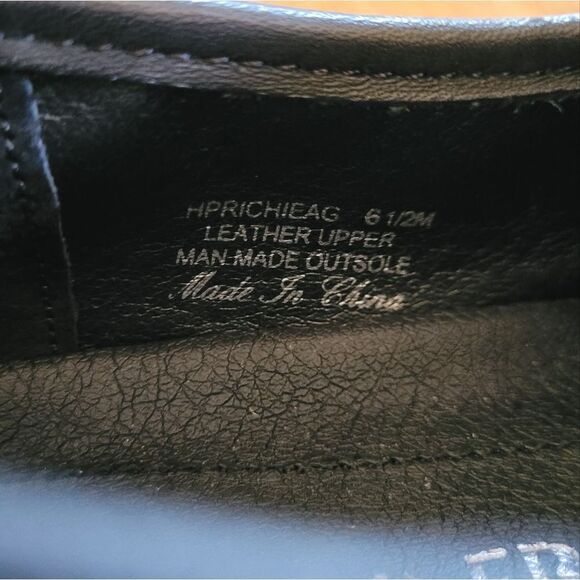 HPRICHIEAG 6 1/2M
LEATHER UPPER
MAN MADE OUTSOLE
Made In China